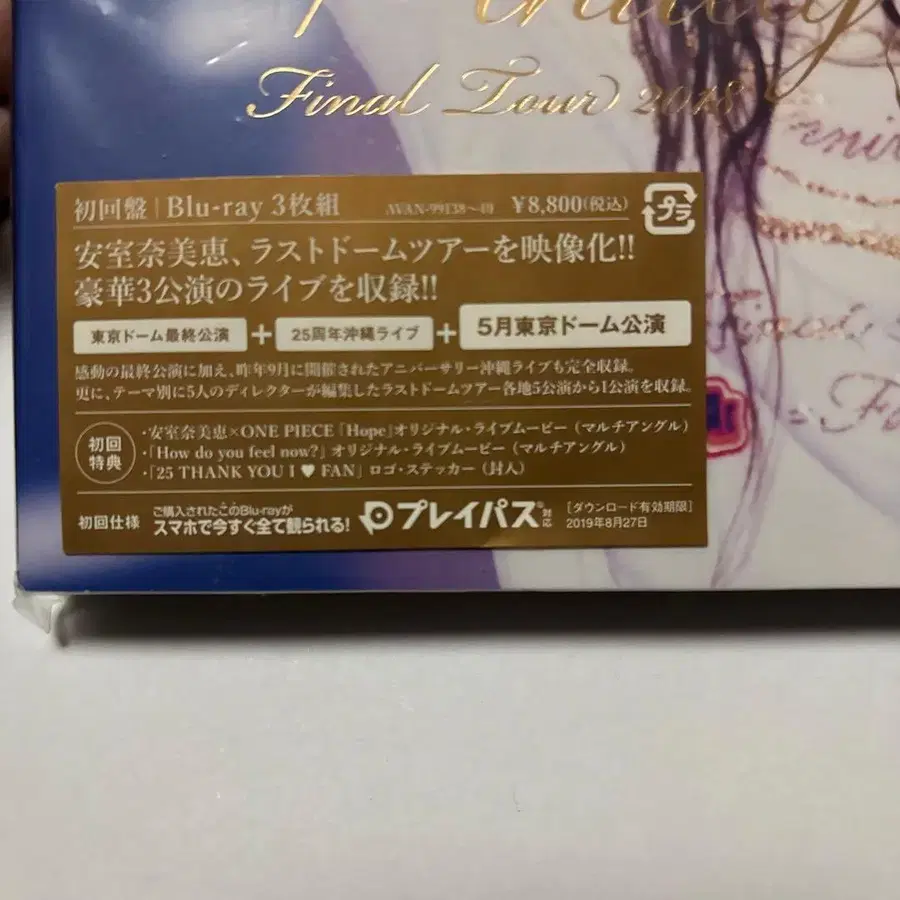 Final Tour 2018
初回盤 | Blu-ray 3枚組 AVAN-99138~40 ¥8,800(税込)
プラ
安室奈美恵、ラストドームツアーを映像化!!
豪華3公演のライブを収録!!
東京ドーム最終公演 + 25周年沖縄ライブ + 5月東京ドーム公演
感動の最終公演に加え、昨年9月に開催されたアニバーサリー沖縄ライブも完全収録。
更に、テーマ別に5人のディレクターが編集したラストドームツアー各地5公演から1公演を収録。
初回特典
・安室奈美恵×ONE PIECE「Hope」オリジナル・ライブムービー（マルチアングル）
・「How do you feel now?」オリジナル・ライブムービー（マルチアングル）
・「25 THANK YOU I ♥ FAN」ロゴ・ステッカー（封入）
初回仕様 ご購入されたこのBlu-rayが
スマホで今すぐ全て観られる!
プレイパス® 対応
[ダウンロード有効期限]
2019年8月27日